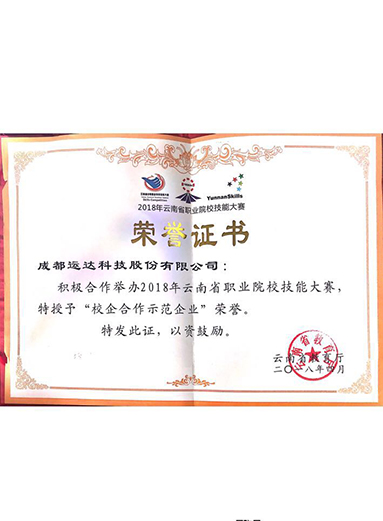 YunnanSkills
2018年云南省职业院校技能大赛
荣誉证书
成都运达科技股份有限公司：
积极合作举办2018年云南省职业院校技能大赛，
特授予“校企合作示范企业”荣誉。
特发此证，以资鼓励。
云南省教育厅
二〇一八年四月